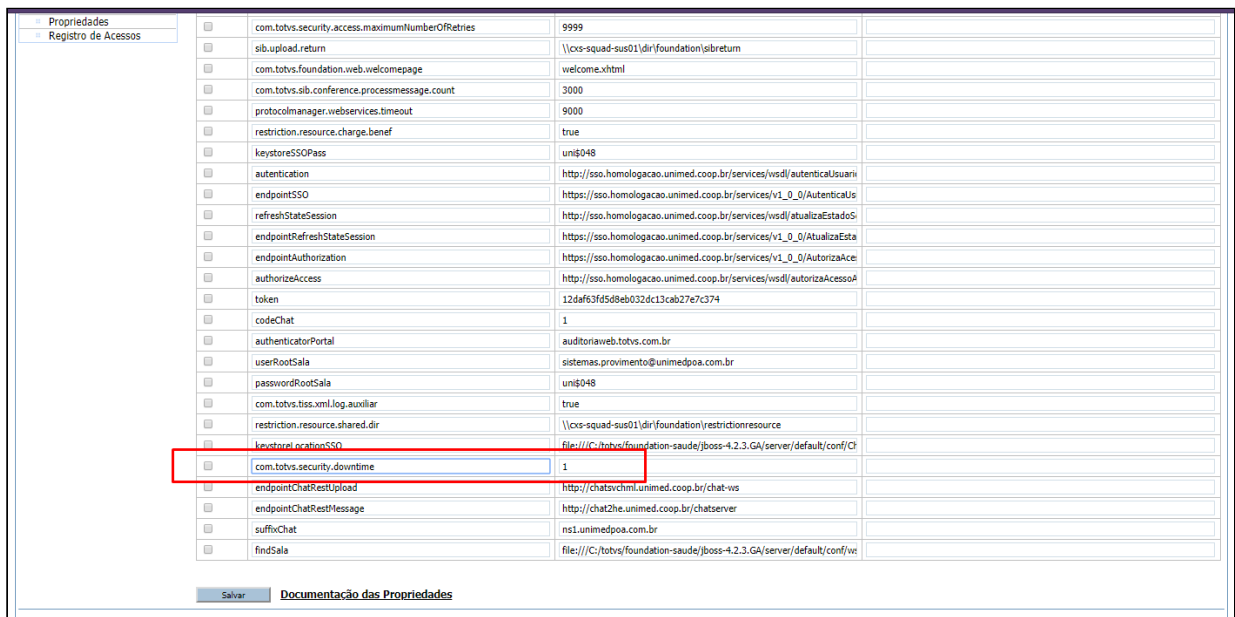 Propriedades
Registro de Acessos
com.totvs.security.access.maximumNumberOfRetries 9999
sib.upload.return \\cxs-squad-sus01\dir\foundation\sibreturn
com.totvs.foundation.web.welcomepage welcome.xhtml
com.totvs.sib.conference.processmessage.count 3000
protocolmanager.webservices.timeout 9000
restriction.resource.charge.benef true
keystoreSSOPass uni$048
autentication http://sso.homologacao.unimed.coop.br/services/wsdl/autenticaUsuari
endpointSSO https://sso.homologacao.unimed.coop.br/services/v1_0_0/AutenticaUs
refreshStateSession http://sso.homologacao.unimed.coop.br/services/wsdl/atualizaEstadoS
endpointRefreshStateSession https://sso.homologacao.unimed.coop.br/services/v1_0_0/AtualizaEsta
endpointAuthorization https://sso.homologacao.unimed.coop.br/services/v1_0_0/AutorizaAce
authorizeAccess http://sso.homologacao.unimed.coop.br/services/wsdl/autorizaAcessoA
token 12daf63fd5d8eb032dc13cab27e7c374
codeChat 1
authenticatorPortal auditoriaweb.totvs.com.br
userRootSala sistemas.provimento@unimedpoa.com.br
passwordRootSala uni$048
com.totvs.tiss.xml.log.auxiliar true
restriction.resource.shared.dir \\cxs-squad-sus01\dir\foundation\restrictionresource
keystoreLocationSSO file:///C:/totvs/foundation-saude/jboss-4.2.3.GA/server/default/conf/Ch
com.totvs.security.downtime 1
endpointChatRestUpload http://chatsvchml.unimed.coop.br/chat-ws
endpointChatRestMessage http://chat2he.unimed.coop.br/chatserver
suffixChat ns1.unimedpoa.com.br
findSala file:///C:/totvs/foundation-saude/jboss-4.2.3.GA/server/default/conf/ws
Salvar Documentação das Propriedades